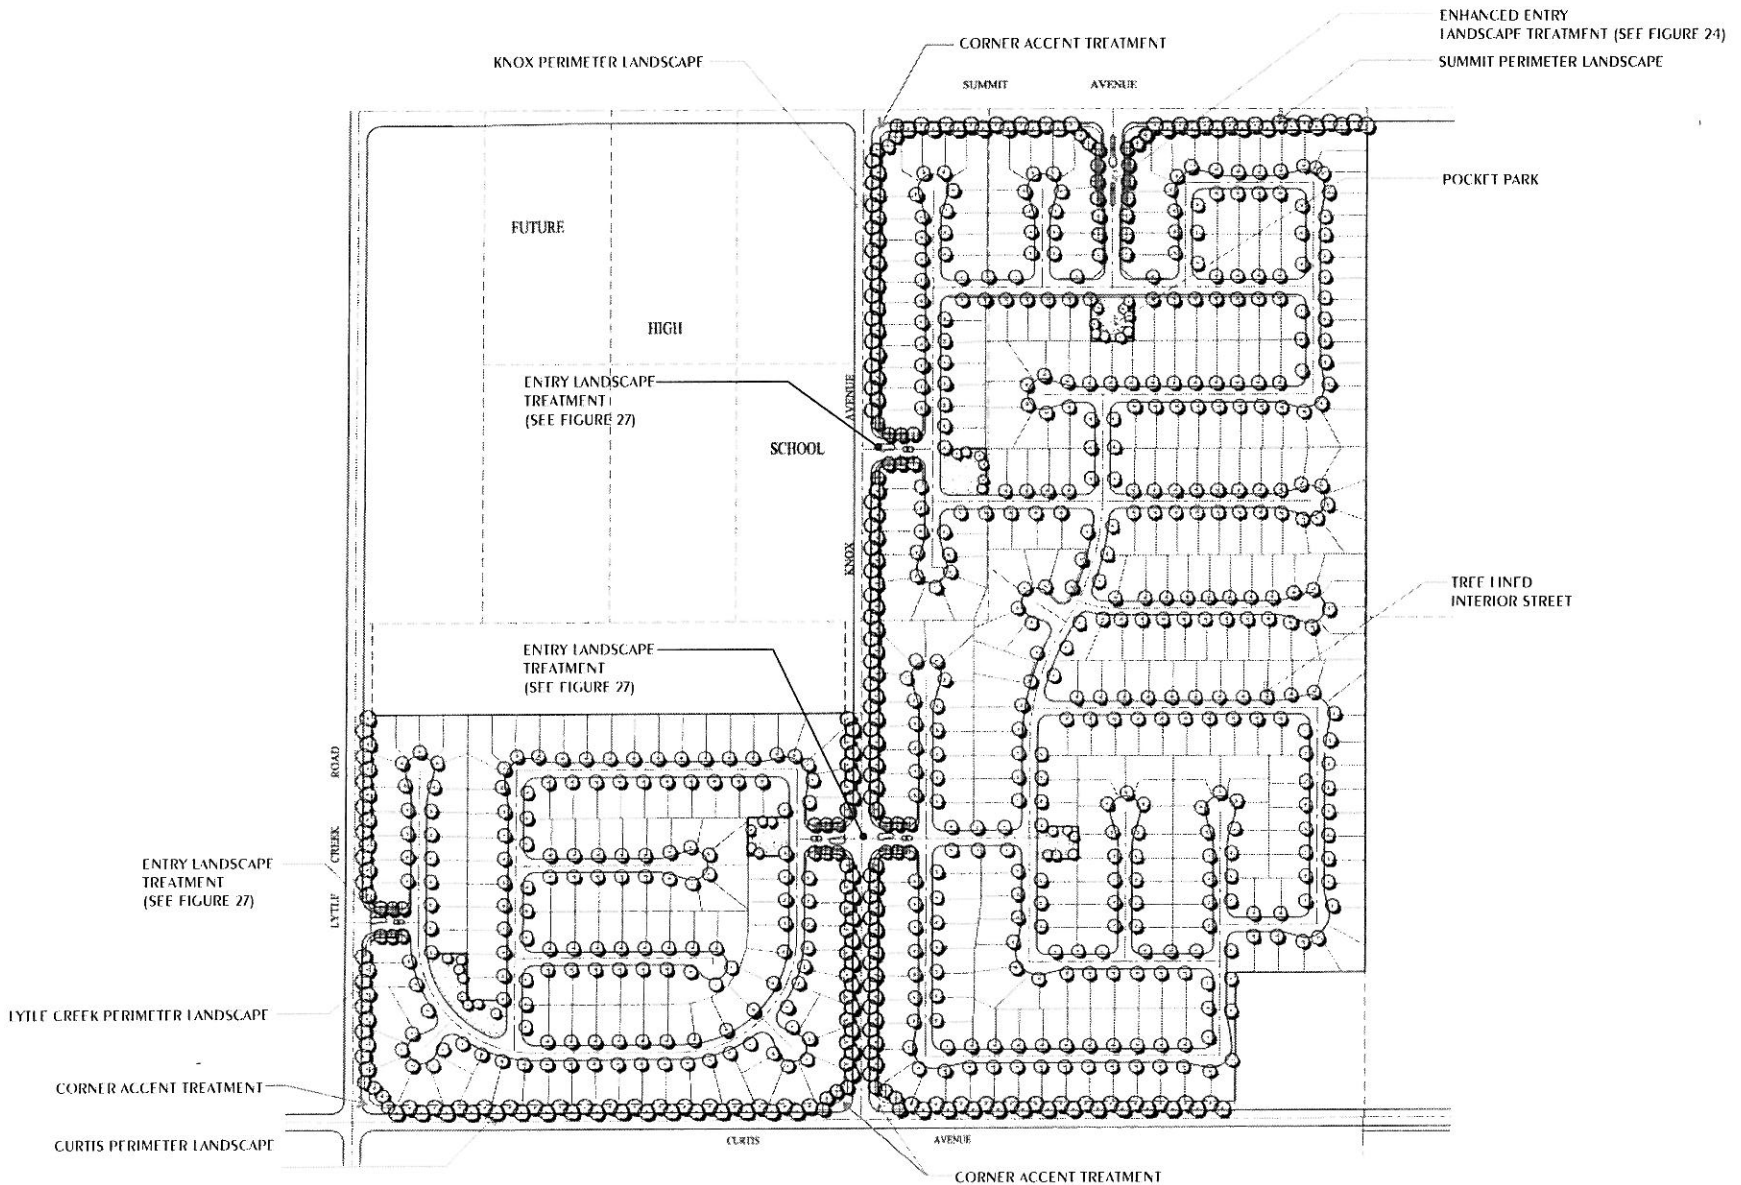 ENHANCED ENTRY
LANDSCAPE TREATMENT (SEE FIGURE 24)
CORNER ACCENT TREATMENT
KNOX PERIMETER LANDSCAPE
SUMMIT PERIMETER LANDSCAPE
SUMMIT AVENUE
POCKET PARK
FUTURE
HIGH
SCHOOL
ENTRY LANDSCAPE
TREATMENT
(SEE FIGURE 27)
KNOX AVENUE
TREE LINED
INTERIOR STREET
ENTRY LANDSCAPE
TREATMENT
(SEE FIGURE 27)
LYTLE CREEK ROAD
ENTRY LANDSCAPE
TREATMENT
(SEE FIGURE 27)
LYTLE CREEK PERIMETER LANDSCAPE
CORNER ACCENT TREATMENT
CURTIS PERIMETER LANDSCAPE
CURTIS AVENUE
CORNER ACCENT TREATMENT